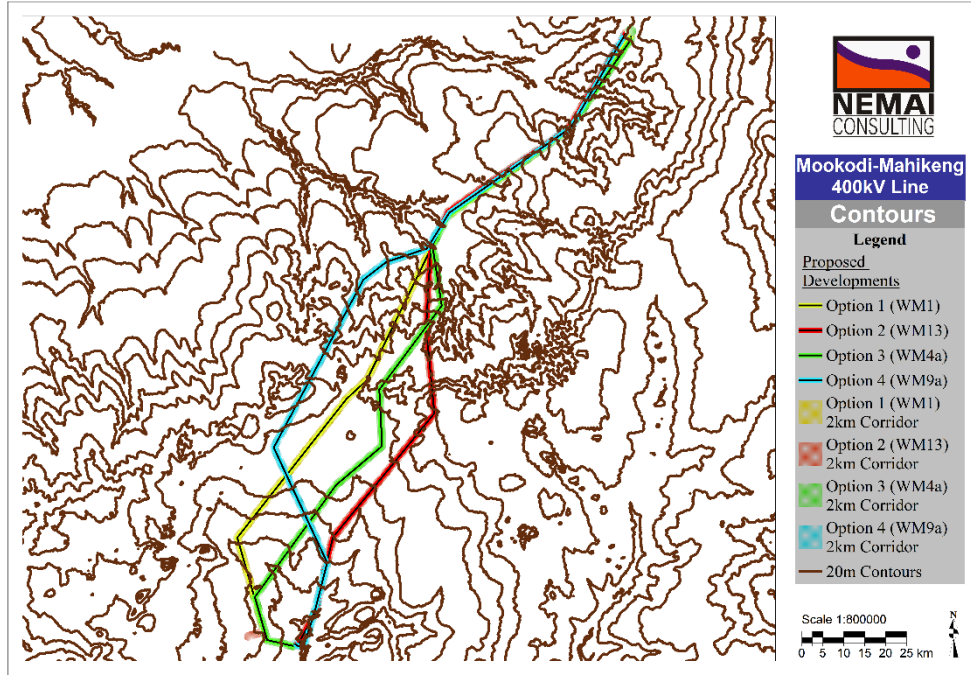 NEMAI
CONSULTING
Mookodi-Mahikeng
400kV Line
Contours
Legend
Proposed
Developments
Option 1 (WM1)
Option 2 (WM13)
Option 3 (WM4a)
Option 4 (WM9a)
Option 1 (WM1)
2km Corridor
Option 2 (WM13)
2km Corridor
Option 3 (WM4a)
2km Corridor
Option 4 (WM9a)
2km Corridor
20m Contours
Scale 1:800000
0 5 10 15 20 25 km
N